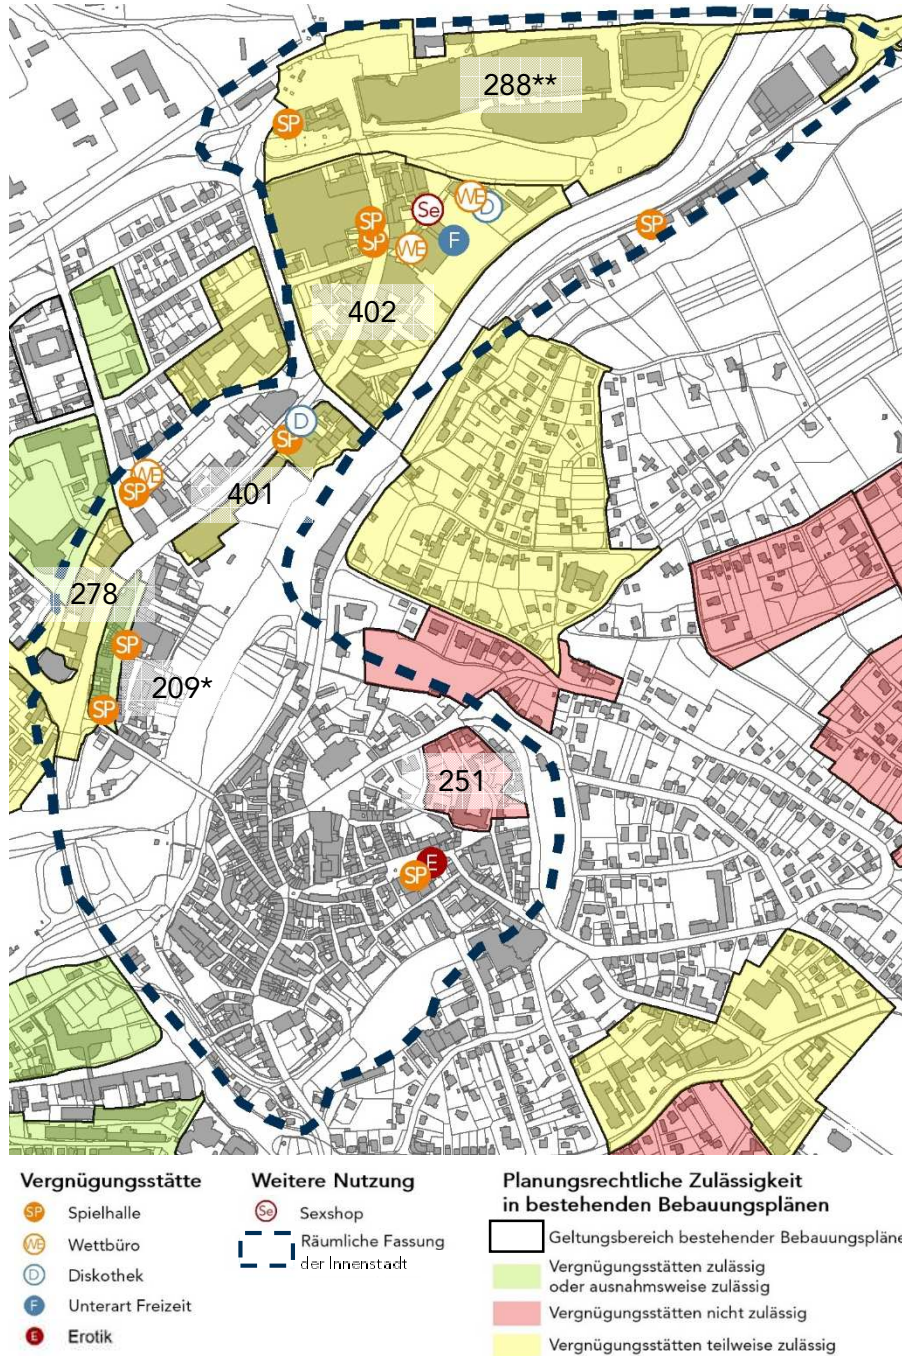 288**
SP
WE
D
Se
SP
SP
WE
F
SP
402
D
SP
WE
SP
401
278
SP
209*
SP
251
E
SP
Vergnügungsstätte
SP Spielhalle
WE Wettbüro
D Diskothek
F Unterart Freizeit
E Erotik
Weitere Nutzung
Se Sexshop
Räumliche Fassung
der Innenstadt
Planungsrechtliche Zulässigkeit
in bestehenden Bebauungsplänen
Geltungsbereich bestehender Bebauungspläne
Vergnügungsstätten zulässig
oder ausnahmsweise zulässig
Vergnügungsstätten nicht zulässig
Vergnügungsstätten teilweise zulässig